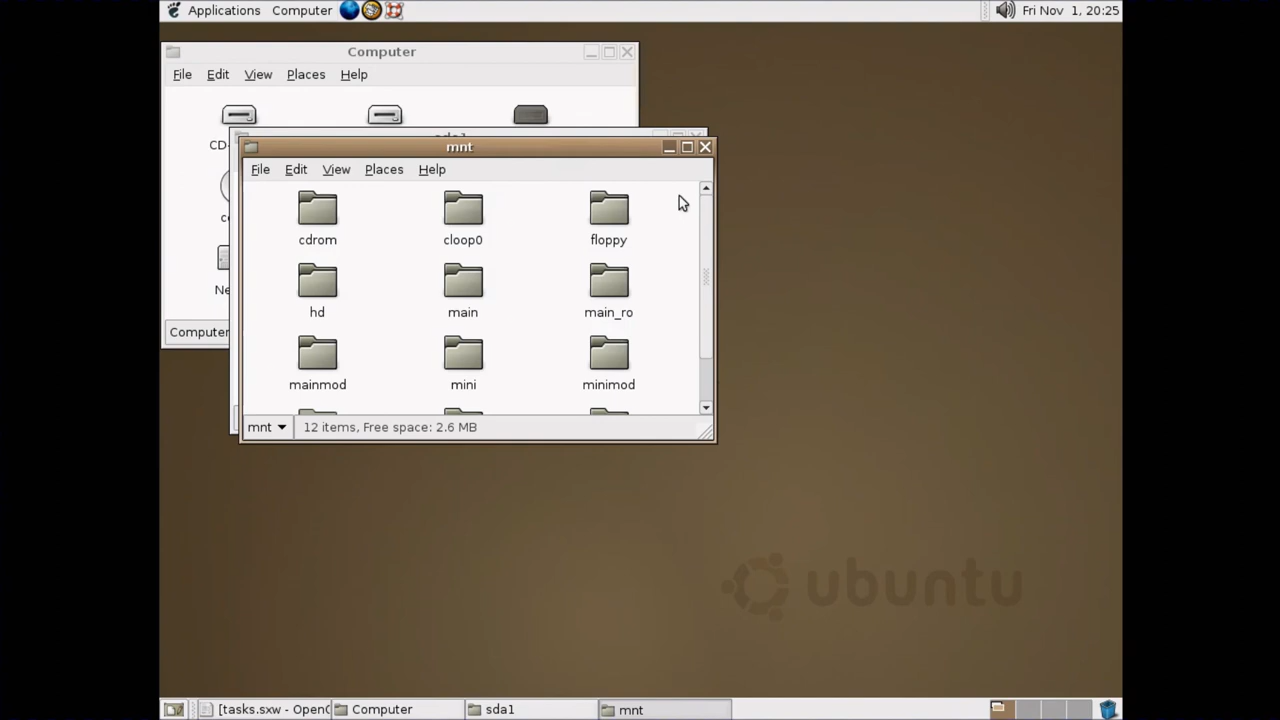 Applications Computer Fri Nov 1, 20:25
Computer
File Edit View Places Help
mnt
File Edit View Places Help
cdrom cloop0 floppy
hd main main_ro
mainmod mini minimod
Computer
mnt 12 items, Free space: 2.6 MB
ubuntu
[tasks.sxw - Open Computer sda1 mnt